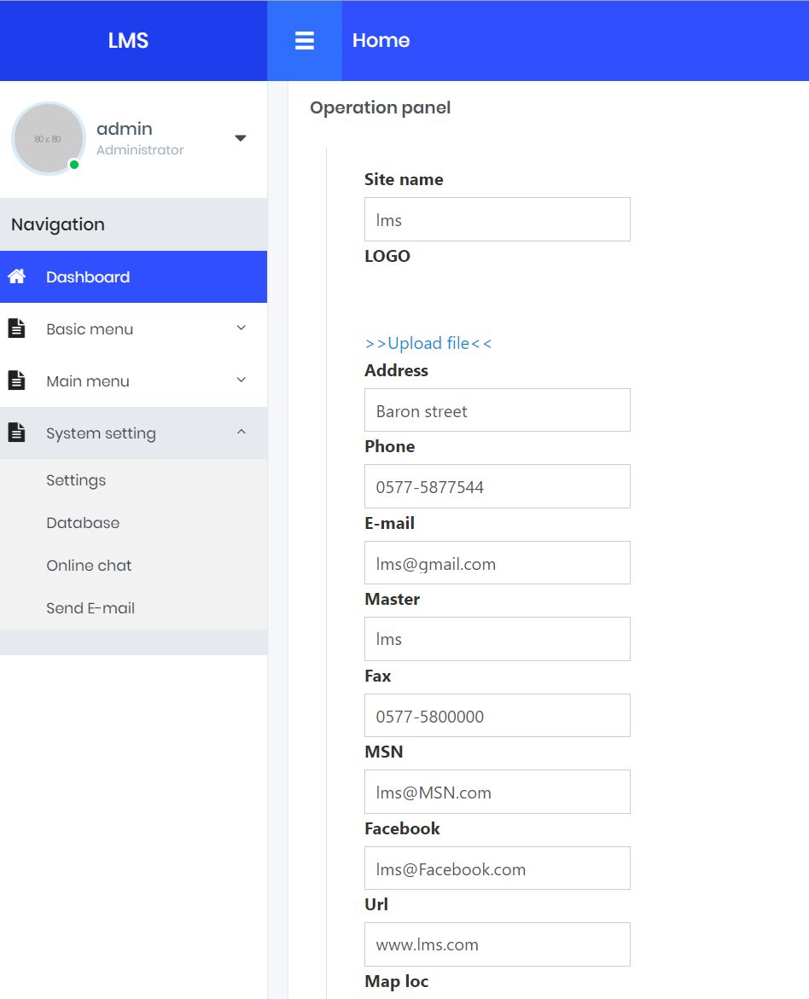 LMS
Home
80 x 80
admin
Administrator
Navigation
Dashboard
Basic menu
Main menu
System setting
Settings
Database
Online chat
Send E-mail
Operation panel
Site name
lms
LOGO
>>Upload file<<
Address
Baron street
Phone
0577-5877544
E-mail
lms@gmail.com
Master
lms
Fax
0577-5800000
MSN
lms@MSN.com
Facebook
lms@Facebook.com
Url
www.lms.com
Map loc